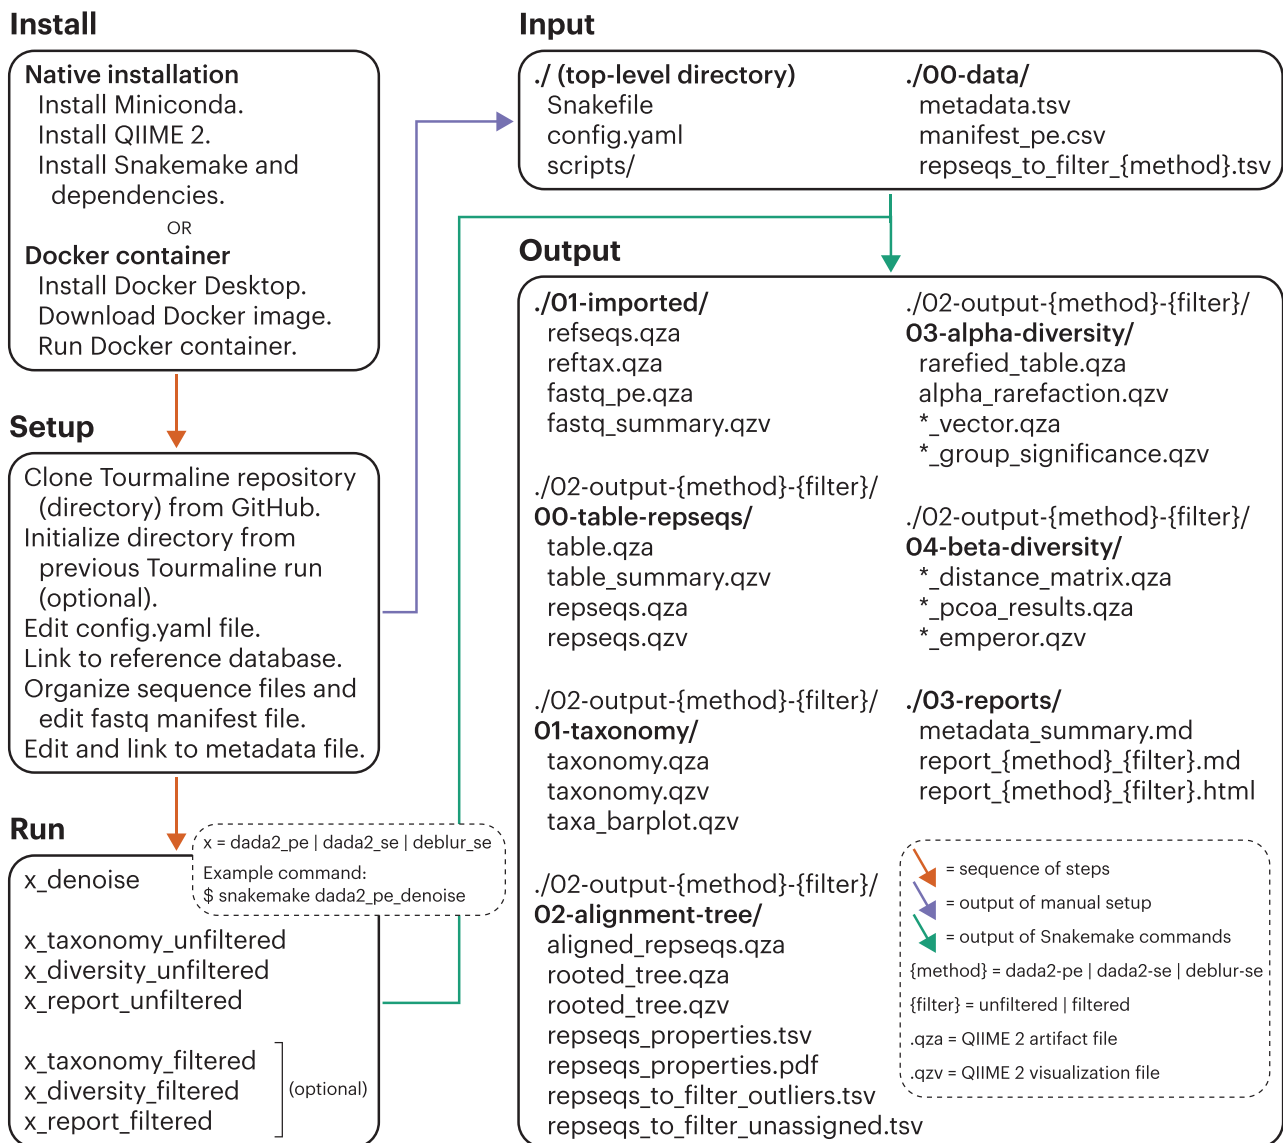 Install
Native installation
Install Miniconda.
Install QIIME 2.
Install Snakemake and
dependencies.
OR
Docker container
Install Docker Desktop.
Download Docker image.
Run Docker container.
Setup
Clone Tourmaline repository
(directory) from GitHub.
Initialize directory from
previous Tourmaline run
(optional).
Edit config.yaml file.
Link to reference database.
Organize sequence files and
edit fastq manifest file.
Edit and link to metadata file.
Run
x = dada2_pe | dada2_se | deblur_se
Example command:
$ snakemake dada2_pe_denoise
x_denoise
x_taxonomy_unfiltered
x_diversity_unfiltered
x_report_unfiltered
x_taxonomy_filtered
x_diversity_filtered
x_report_filtered
(optional)
Input
./ (top-level directory)
Snakefile
config.yaml
scripts/
./00-data/
metadata.tsv
manifest_pe.csv
repseqs_to_filter_{method}.tsv
Output
./01-imported/
refseqs.qza
reftax.qza
fastq_pe.qza
fastq_summary.qzv
./02-output-{method}-{filter}/
00-table-repseqs/
table.qza
table_summary.qzv
repseqs.qza
repseqs.qzv
./02-output-{method}-{filter}/
01-taxonomy/
taxonomy.qza
taxonomy.qzv
taxa_barplot.qzv
./02-output-{method}-{filter}/
02-alignment-tree/
aligned_repseqs.qza
rooted_tree.qza
rooted_tree.qzv
repseqs_properties.tsv
repseqs_properties.pdf
repseqs_to_filter_outliers.tsv
repseqs_to_filter_unassigned.tsv
./02-output-{method}-{filter}/
03-alpha-diversity/
rarefied_table.qza
alpha_rarefaction.qzv
*_vector.qza
*_group_significance.qzv
./02-output-{method}-{filter}/
04-beta-diversity/
*_distance_matrix.qza
*_pcoa_results.qza
*_emperor.qzv
./03-reports/
metadata_summary.md
report_{method}_{filter}.md
report_{method}_{filter}.html
= sequence of steps
= output of manual setup
= output of Snakemake commands
{method} = dada2-pe | dada2-se | deblur-se
{filter} = unfiltered | filtered
.qza = QIIME 2 artifact file
.qzv = QIIME 2 visualization file